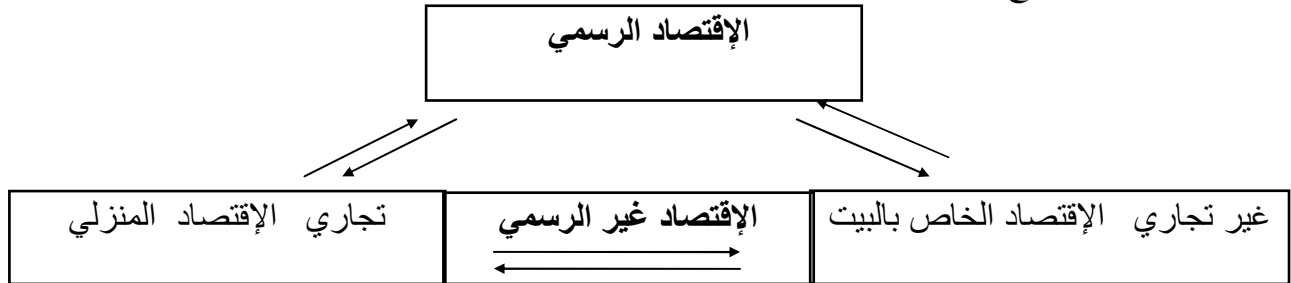 الإقتصاد الرسمي
غير تجاري الإقتصاد الخاص بالبيت
الإقتصاد غير الرسمي
تجاري الإقتصاد المنزلي